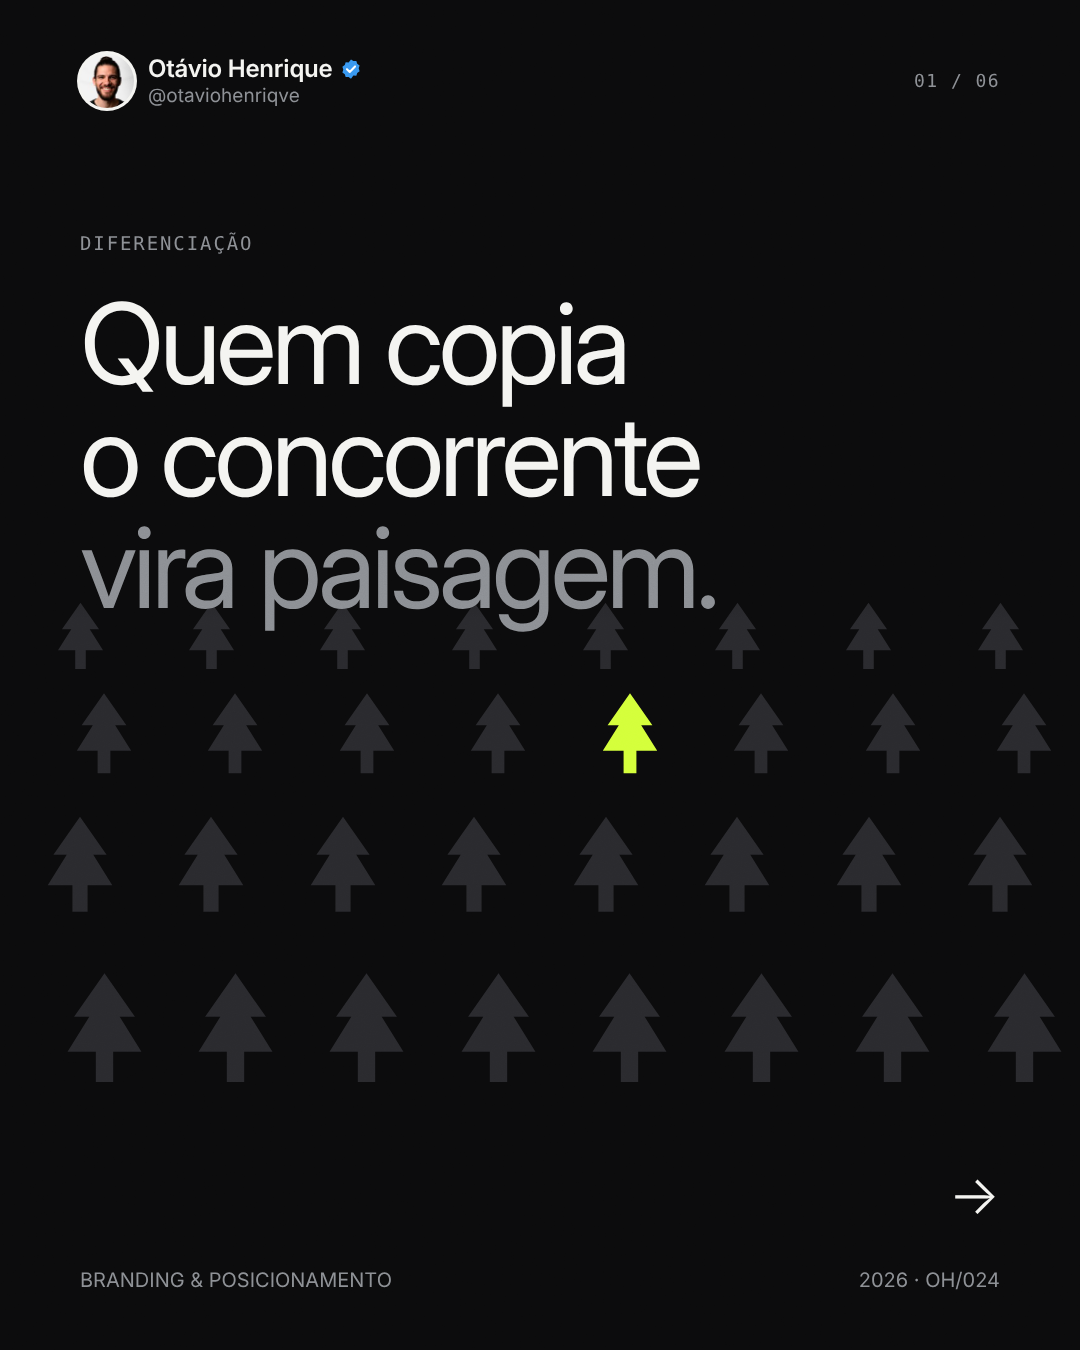 Otávio Henrique
@otaviohenriqve
01 / 06
DIFERENCIAÇÃO
Quem copia
o concorrente
vira paisagem.
BRANDING & POSICIONAMENTO
2026 · OH/024